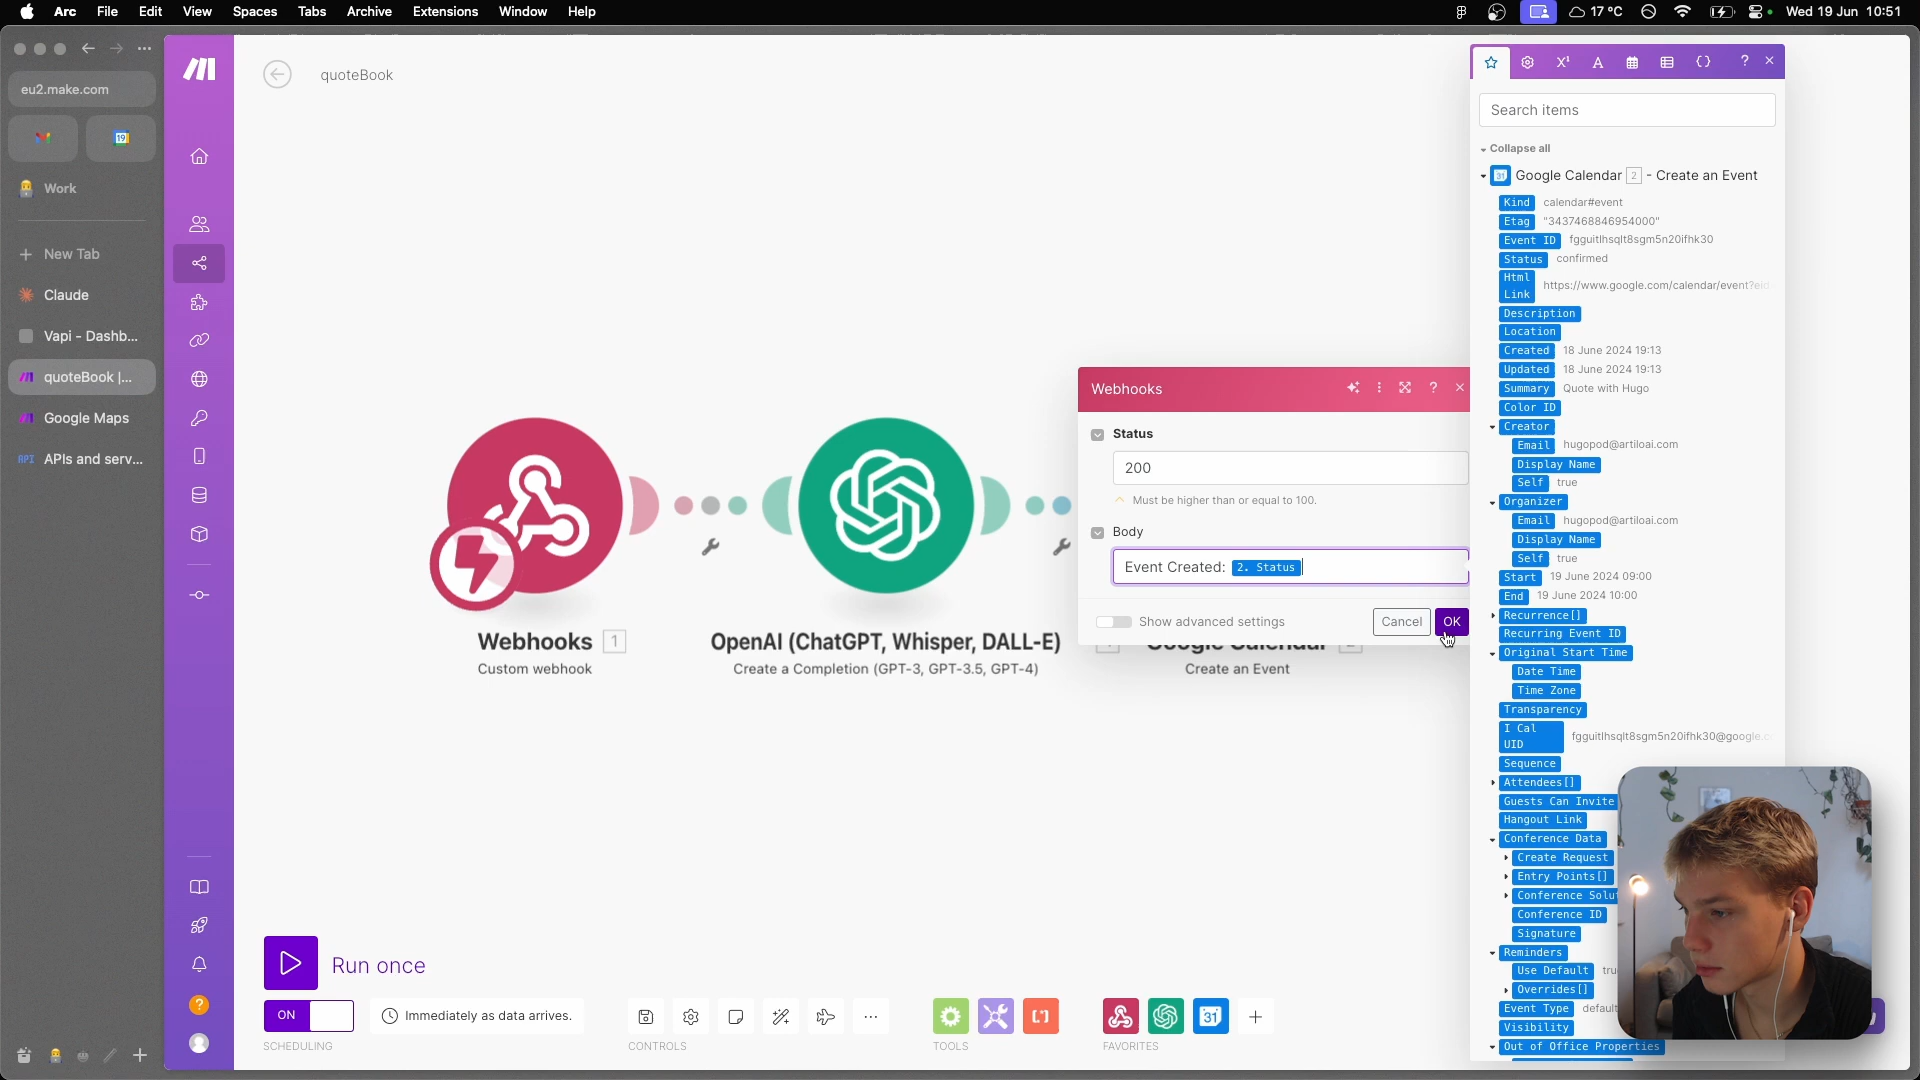 Arc File Edit View Spaces Tabs Archive Extensions Window Help
17 °C
Wed 19 Jun 10:51
eu2.make.com
19
Work
New Tab
Claude
Vapi - Dashb...
quoteBook |...
Google Maps
API APIs and serv...
quoteBook
Webhooks 1
Custom webhook
OpenAI (ChatGPT, Whisper, DALL-E)
Create a Completion (GPT-3, GPT-3.5, GPT-4)
Google Calendar
Create an Event
Webhooks
Status
200
Must be higher than or equal to 100.
Body
Event Created: 2. Status
Show advanced settings
Cancel OK
Search items
Collapse all
Google Calendar 2 - Create an Event
Kind calendar#event
Etag "3437468846954000"
Event ID fgguitlhsqlt8sgm5n20ifhk30
Status confirmed
Html Link https://www.google.com/calendar/event?eid
Description
Location
Created 18 June 2024 19:13
Updated 18 June 2024 19:13
Summary Quote with Hugo
Color ID
Creator
Email hugopod@artiloai.com
Display Name
Self true
Organizer
Email hugopod@artiloai.com
Display Name
Self true
Start 19 June 2024 09:00
End 19 June 2024 10:00
Recurrence[]
Recurring Event ID
Original Start Time
Date Time
Time Zone
Transparency
I Cal UID fgguitlhsqlt8sgm5n20ifhk30@google.c
Sequence
Attendees[]
Guests Can Invite
Hangout Link
Conference Data
Create Request
Entry Points[]
Conference Solut
Conference ID
Signature
Reminders
Use Default tru
Overrides[]
Event Type default
Visibility
Out of Office Properties
Run once
ON
Immediately as data arrives.
31
SCHEDULING
CONTROLS
TOOLS
FAVORITES